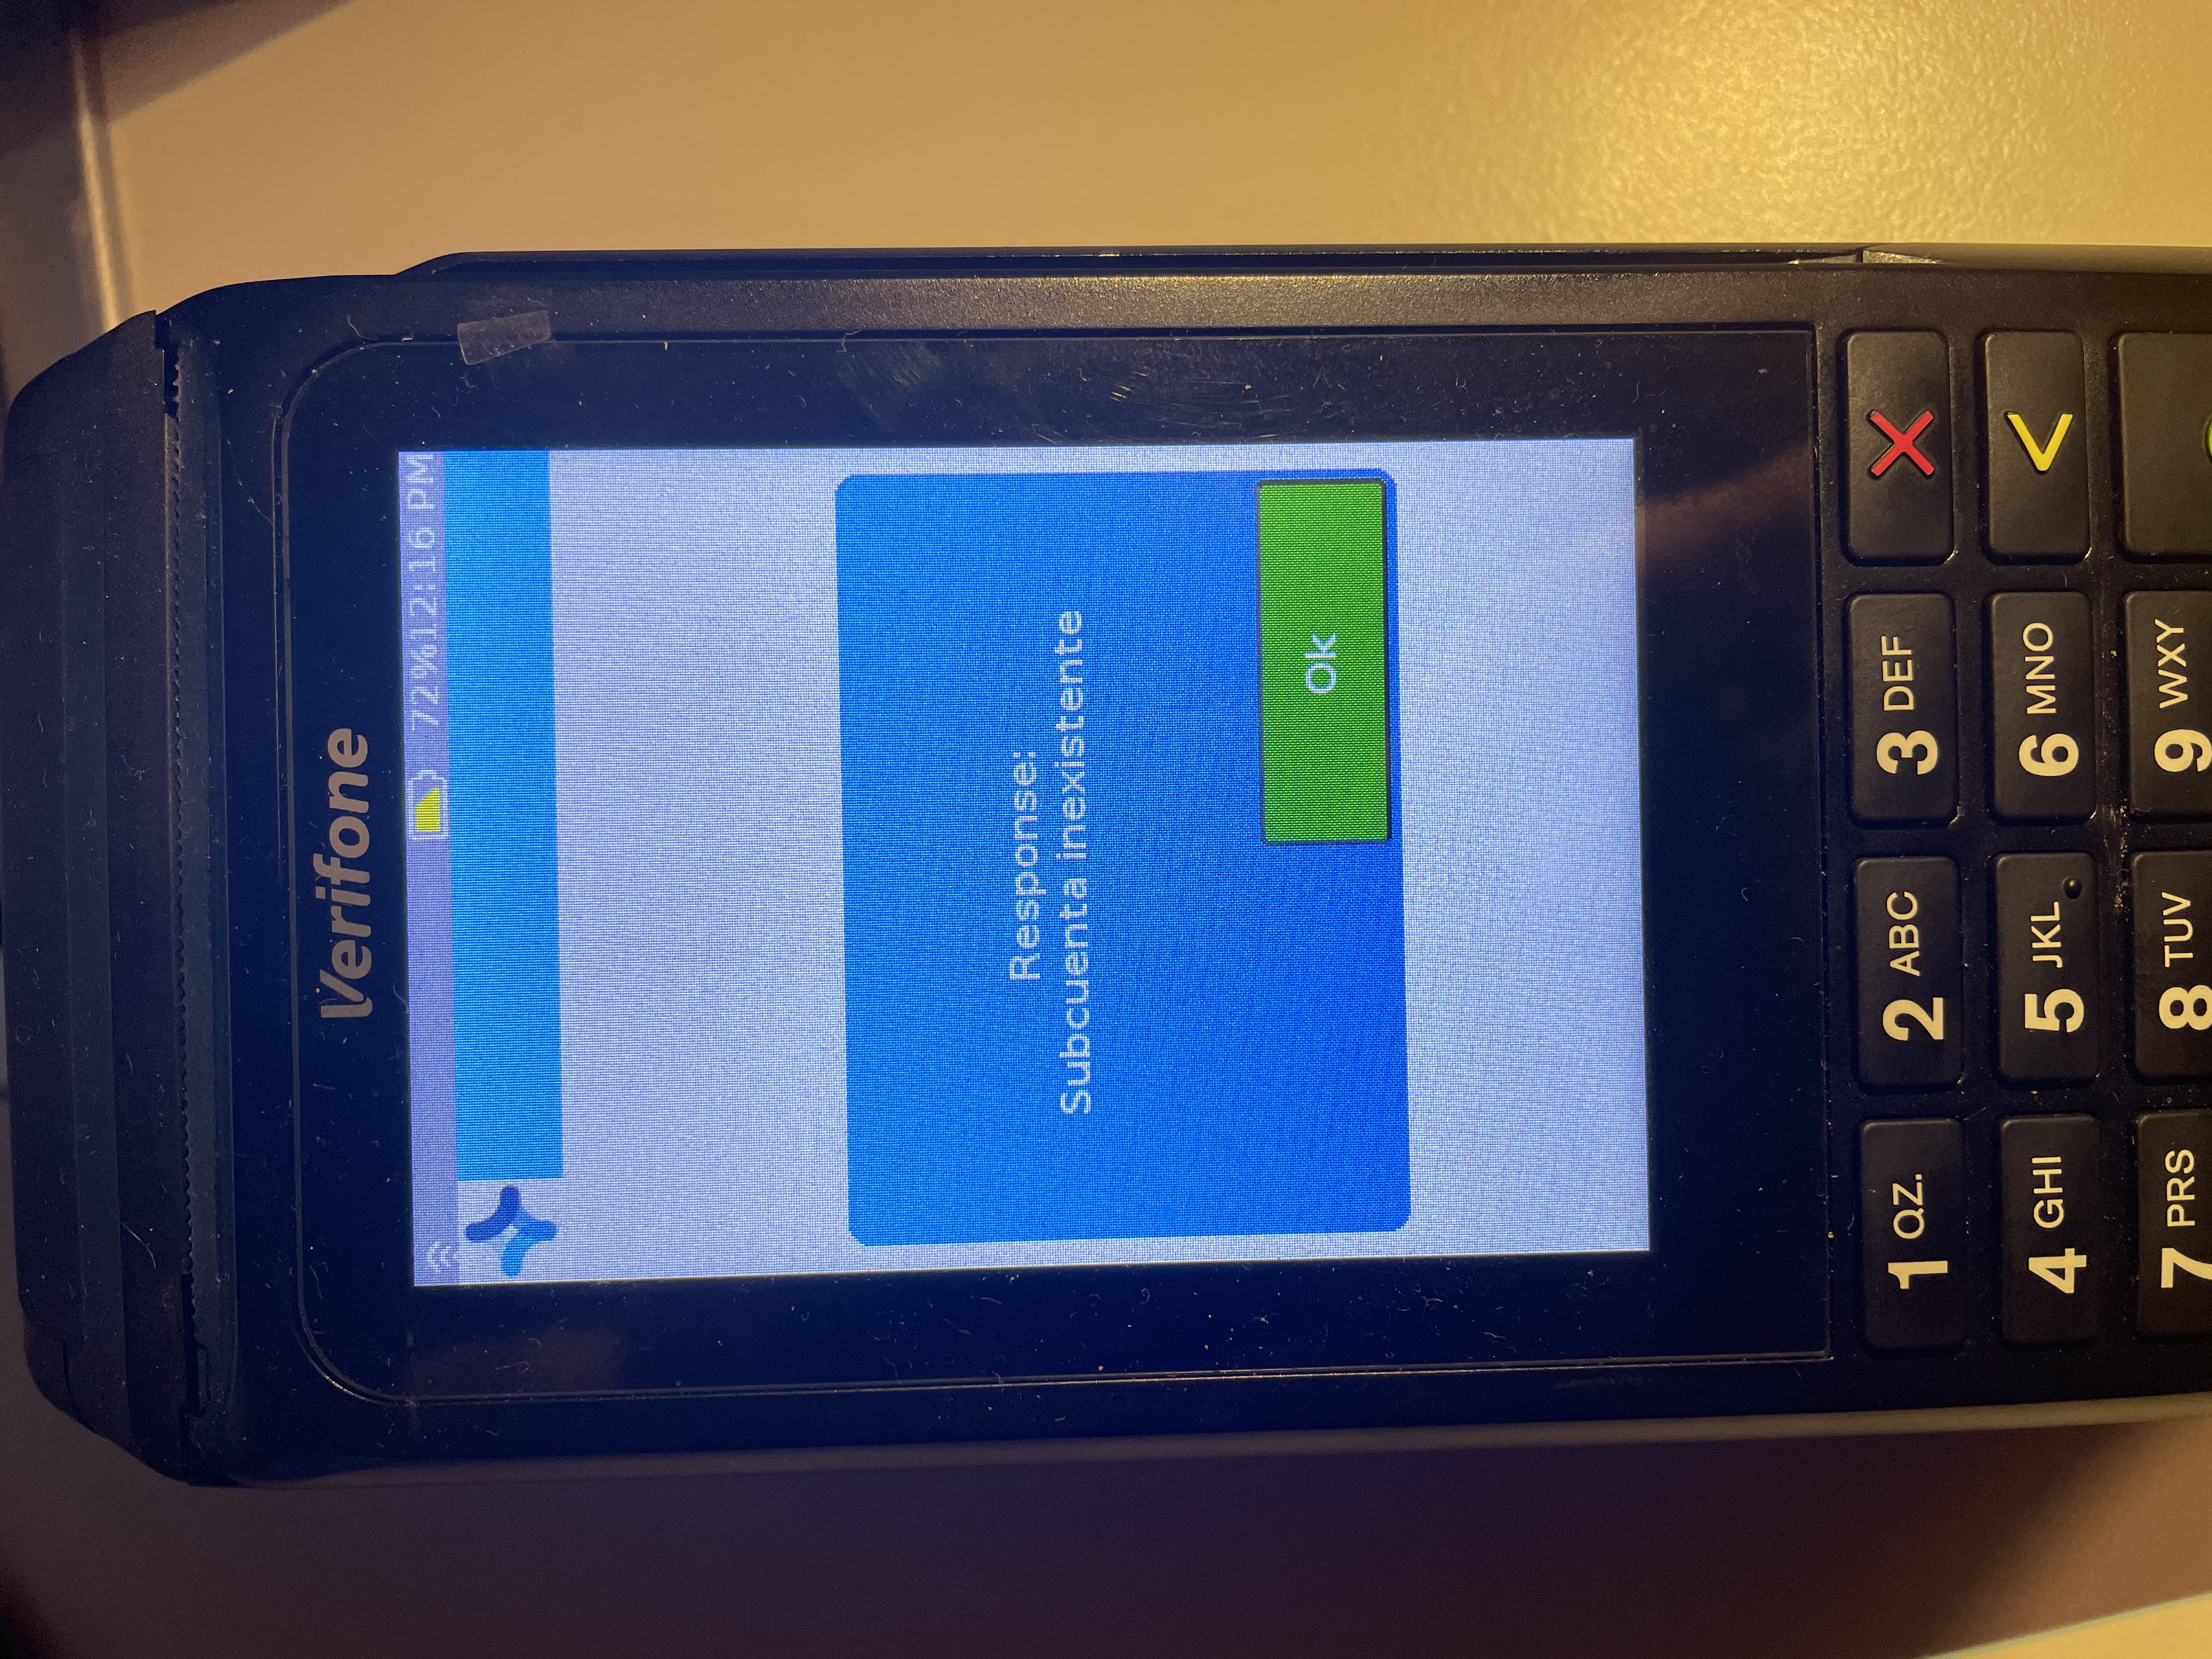 Verifone
72%12:16 PM
Response:
Subcuenta inexistente
Ok
1 QZ. 2 ABC 3 DEF
4 GHI 5 JKL 6 MNO
7 PRS 8 TUV 9 WXY